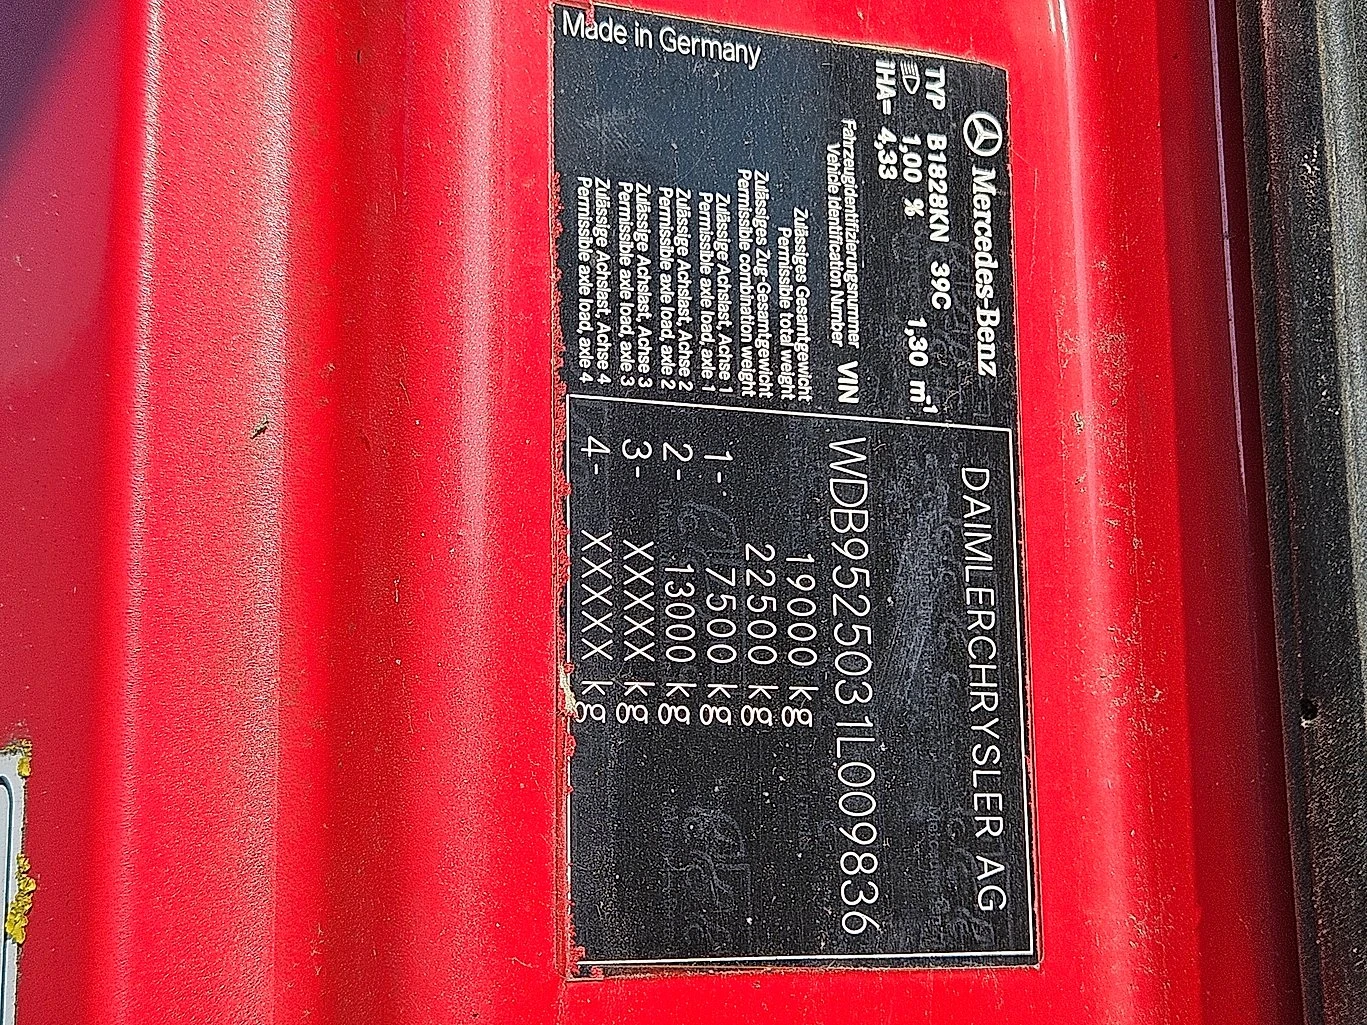 Mercedes-Benz
DAIMLERCHRYSLER AG
TYP B1828KN 39C
1,00 % 1,30 m-1
IHA= 4,33
Fahrzeugidentifizierungsnummer
Vehicle Identification Number
VIN WDB9525031L009836
Zulässiges Gesamtgewicht
Permissible total weight
19000 kg
Zulässiges Zug-Gesamtgewicht
Permissible combination weight
22500 kg
Zulässige Achslast, Achse 1
Permissible axle load, axle 1
1- 7500 kg
Zulässige Achslast, Achse 2
Permissible axle load, axle 2
2- 13000 kg
Zulässige Achslast, Achse 3
Permissible axle load, axle 3
3- XXXXX kg
Zulässige Achslast, Achse 4
Permissible axle load, axle 4
4- XXXXX kg
Made in Germany